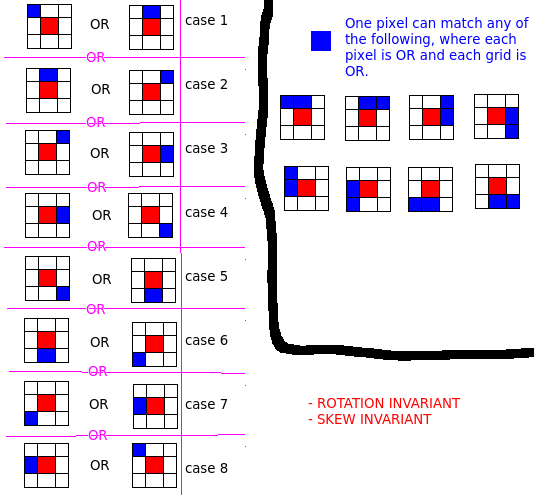 OR case 1
OR
OR case 2
OR
OR case 3
OR
OR case 4
OR
OR case 5
OR
OR case 6
OR
OR case 7
OR
OR case 8
One pixel can match any of
the following, where each
pixel is OR and each grid is
OR.
- ROTATION INVARIANT
- SKEW INVARIANT